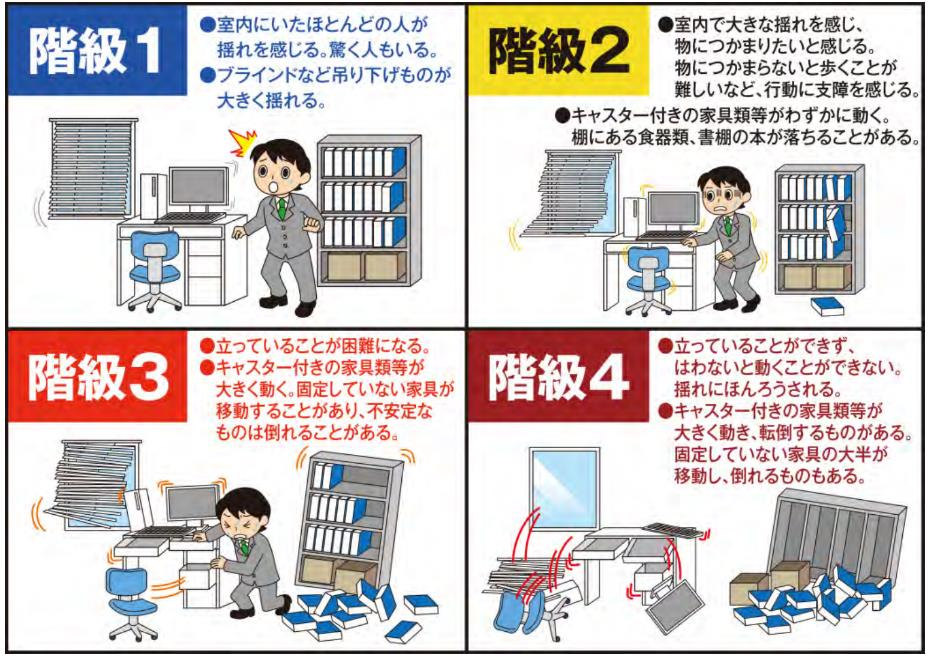 階級1
●室内にいたほとんどの人が
揺れを感じる。驚く人もいる。
●ブラインドなど吊り下げものが
大きく揺れる。
階級2
●室内で大きな揺れを感じ、
物につかまりたいと感じる。
物につかまらないと歩くことが
難しいなど、行動に支障を感じる。
●キャスター付きの家具類等がわずかに動く。
棚にある食器類、書棚の本が落ちることがある。
階級3
●立っていることが困難になる。
●キャスター付きの家具類等が
大きく動く。固定していない家具が
移動することがあり、不安定な
ものは倒れることがある。
階級4
●立っていることができず、
はわないと動くことができない。
揺れにほんろうされる。
●キャスター付きの家具類等が
大きく動き、転倒するものがある。
固定していない家具の大半が
移動し、倒れるものもある。